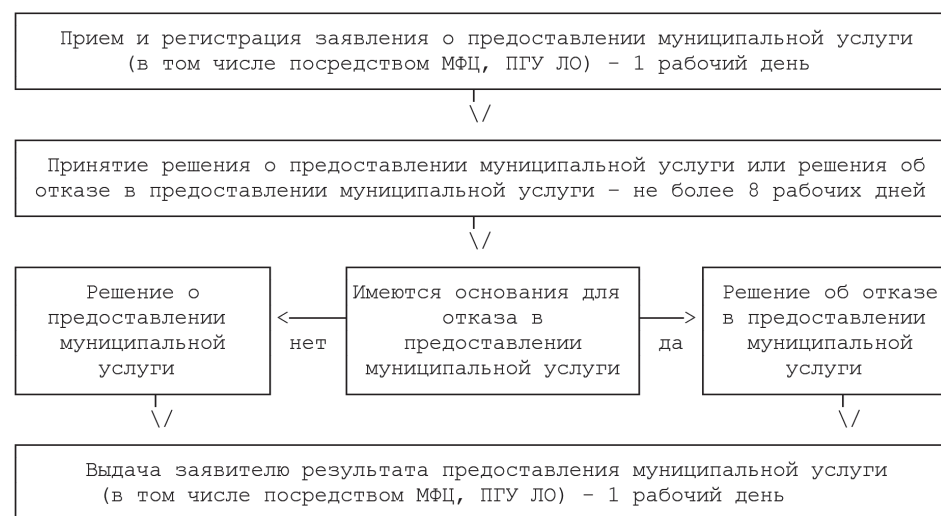 Прием и регистрация заявления о предоставлении муниципальной услуги
(в том числе посредством МФЦ, ПГУ ЛО) - 1 рабочий день
Принятие решения о предоставлении муниципальной услуги или решения об
отказе в предоставлении муниципальной услуги - не более 8 рабочих дней
Решение о
предоставлении
муниципальной
услуги
нет
Имеются основания для
отказа в
предоставлении
муниципальной услуги
да
Решение об отказе
в предоставлении
муниципальной
услуги
Выдача заявителю результата предоставления муниципальной услуги
(в том числе посредством МФЦ, ПГУ ЛО) - 1 рабочий день